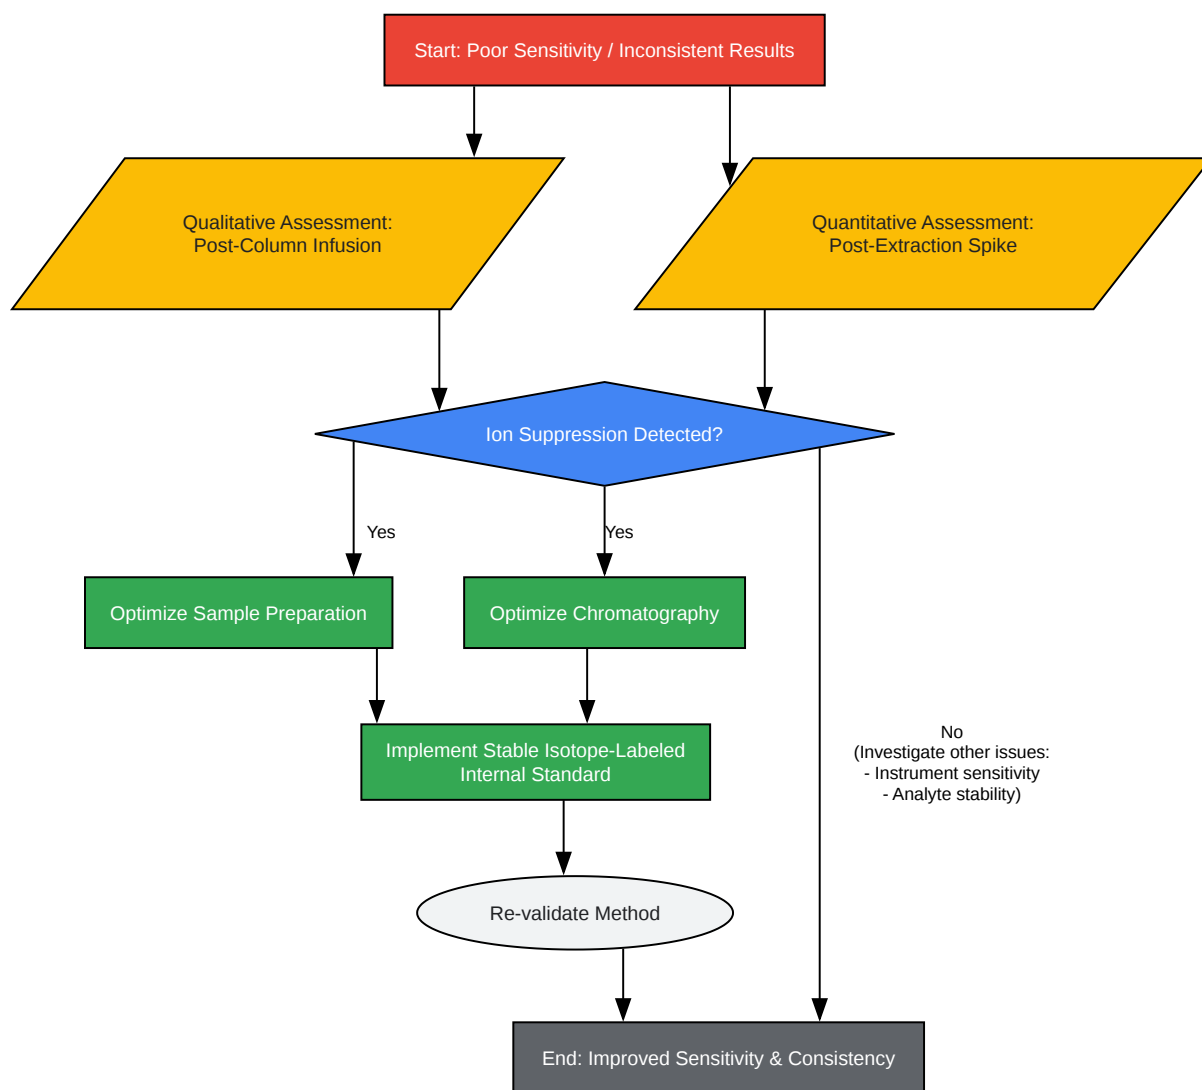 Start: Poor Sensitivity / Inconsistent Results
Qualitative Assessment:
Post-Column Infusion
Quantitative Assessment:
Post-Extraction Spike
Ion Suppression Detected?
Yes
Yes
Optimize Sample Preparation
Optimize Chromatography
Implement Stable Isotope-Labeled
Internal Standard
No
(Investigate other issues:
- Instrument sensitivity
- Analyte stability)
Re-validate Method
End: Improved Sensitivity & Consistency